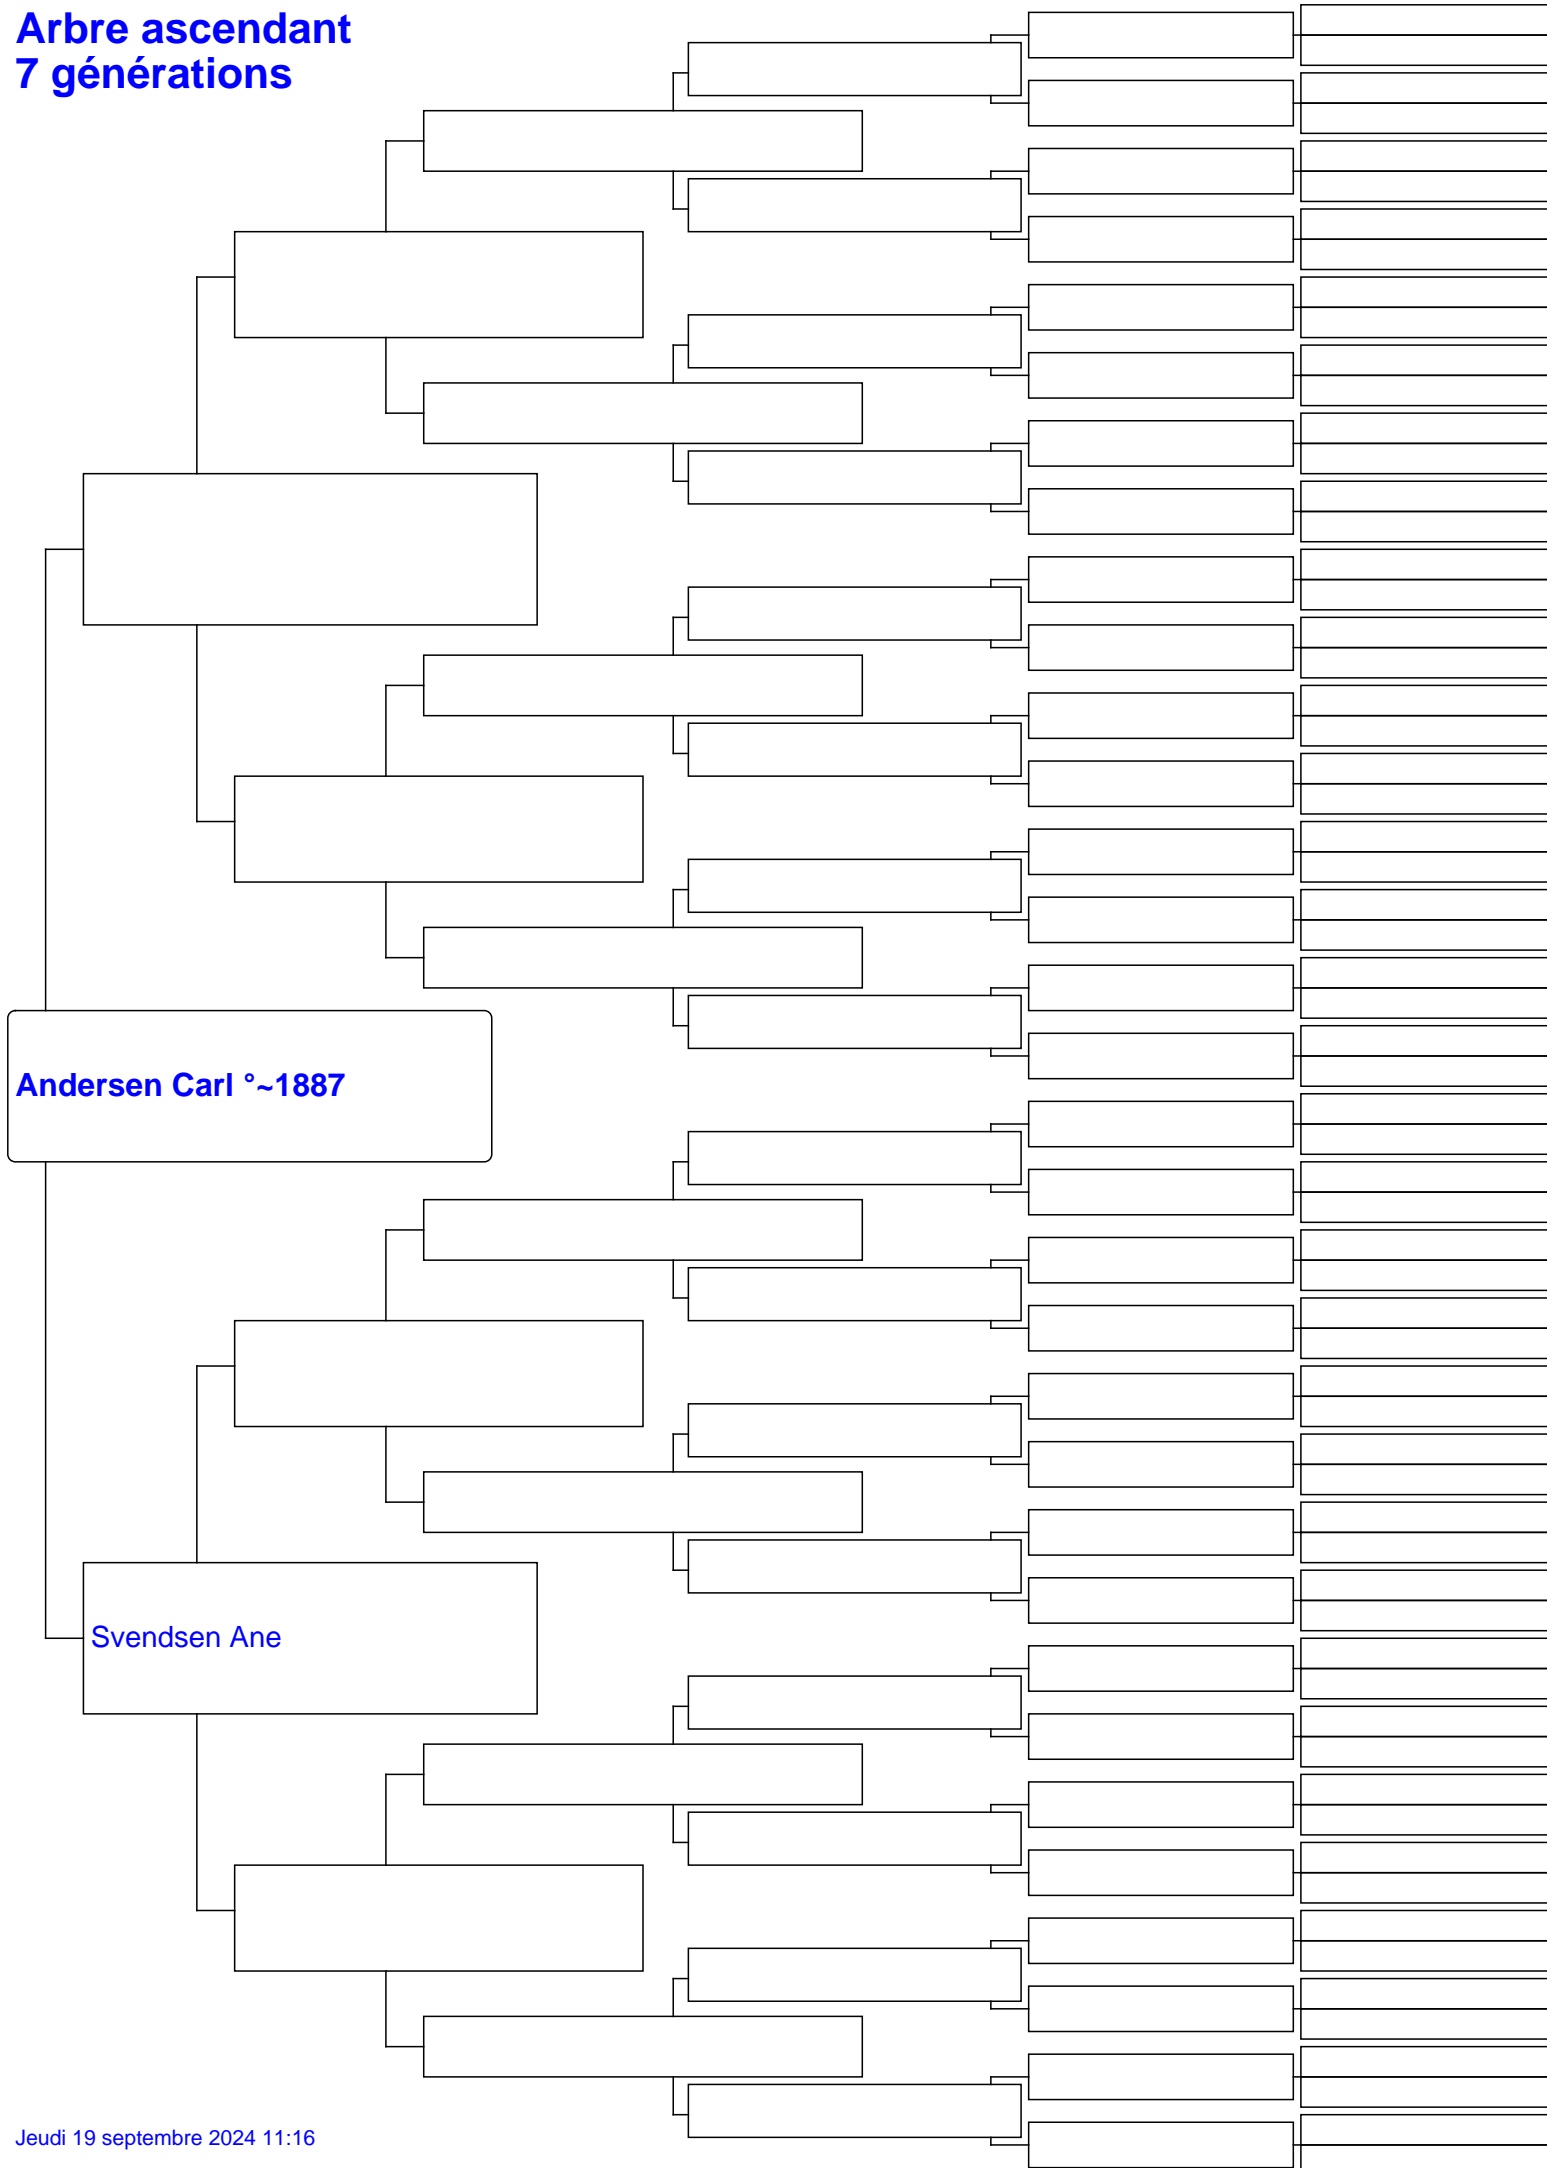 Arbre ascendant
7 générations
Andersen Carl °~1887
Svendsen Ane
Jeudi 19 septembre 2024 11:16